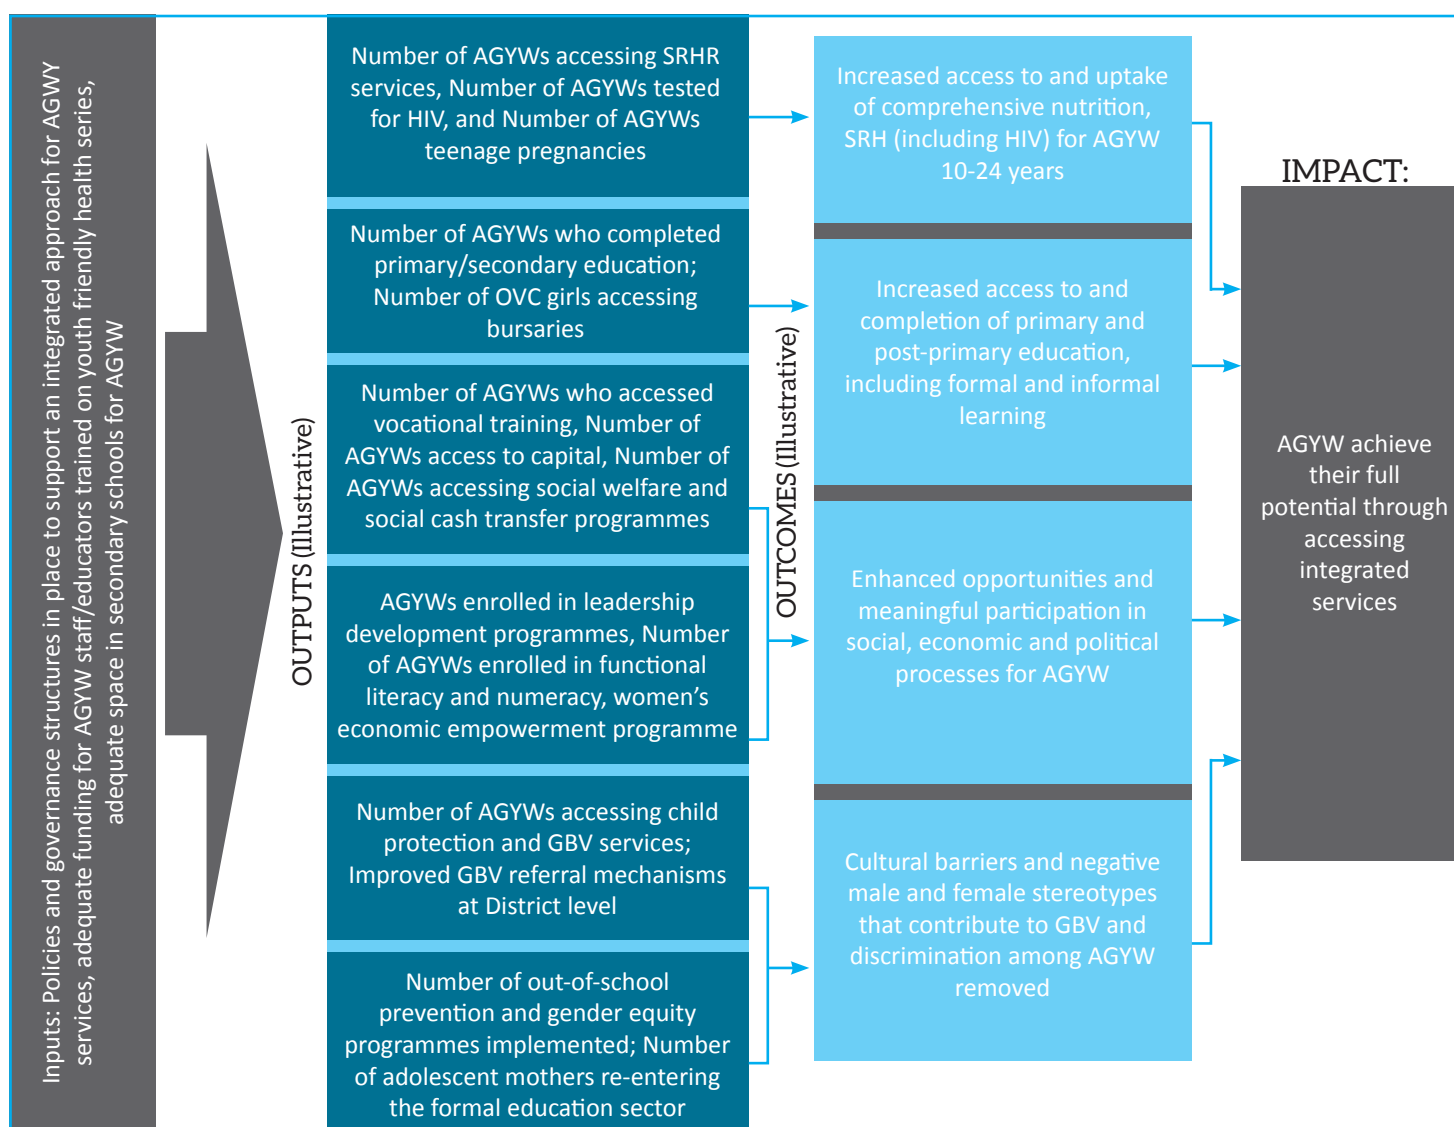 Inputs: Policies and governance structures in place to support an integrated approach for AGWY
services, adequate funding for AGYW staff/educators trained on youth friendly health series,
adequate space in secondary schools for AGYW
OUTPUTS (Illustrative)
Number of AGYWs accessing SRHR
services, Number of AGYWs tested
for HIV, and Number of AGYWs
teenage pregnancies
Number of AGYWs who completed
primary/secondary education;
Number of OVC girls accessing
bursaries
Number of AGYWs who accessed
vocational training, Number of
AGYWs access to capital, Number of
AGYWs accessing social welfare and
social cash transfer programmes
AGYWs enrolled in leadership
development programmes, Number
of AGYWs enrolled in functional
literacy and numeracy, women’s
economic empowerment programme
Number of AGYWs accessing child
protection and GBV services;
Improved GBV referral mechanisms
at District level
Number of out-of-school
prevention and gender equity
programmes implemented; Number
of adolescent mothers re-entering
the formal education sector
OUTCOMES (Illustrative)
Increased access to and uptake
of comprehensive nutrition,
SRH (including HIV) for AGYW
10-24 years
Increased access to and
completion of primary and
post-primary education,
including formal and informal
learning
Enhanced opportunities and
meaningful participation in
social, economic and political
processes for AGYW
Cultural barriers and negative
male and female stereotypes
that contribute to GBV and
discrimination among AGYW
removed
IMPACT:
AGYW achieve
their full
potential through
accessing
integrated
services